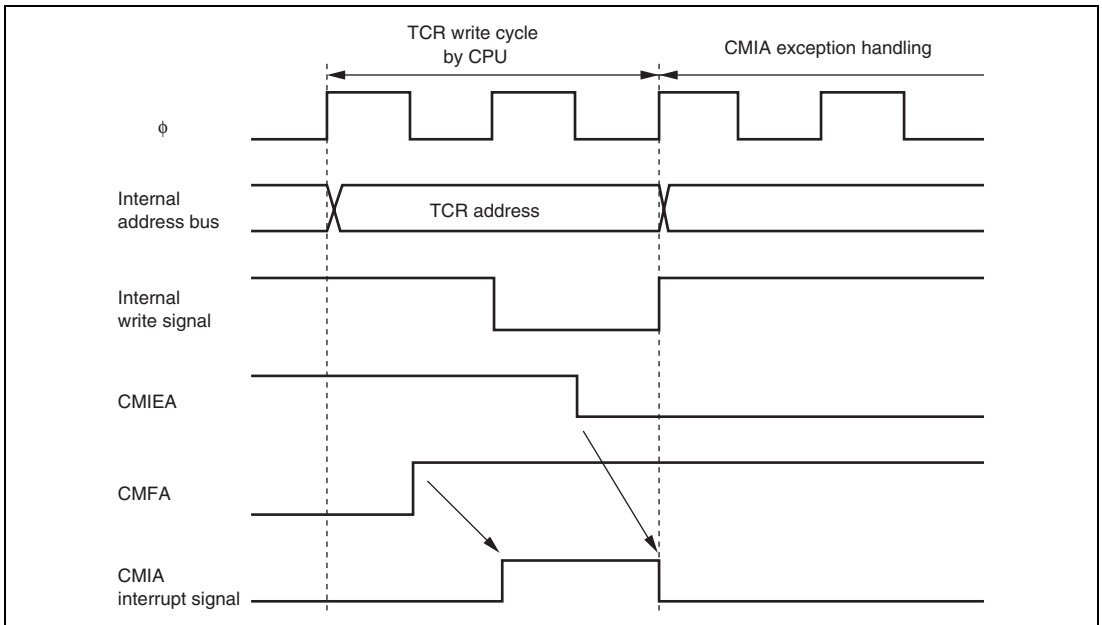 TCR write cycle
by CPU
CMIA exception handling
ϕ
Internal
address bus
TCR address
Internal
write signal
CMIEA
CMFA
CMIA
interrupt signal